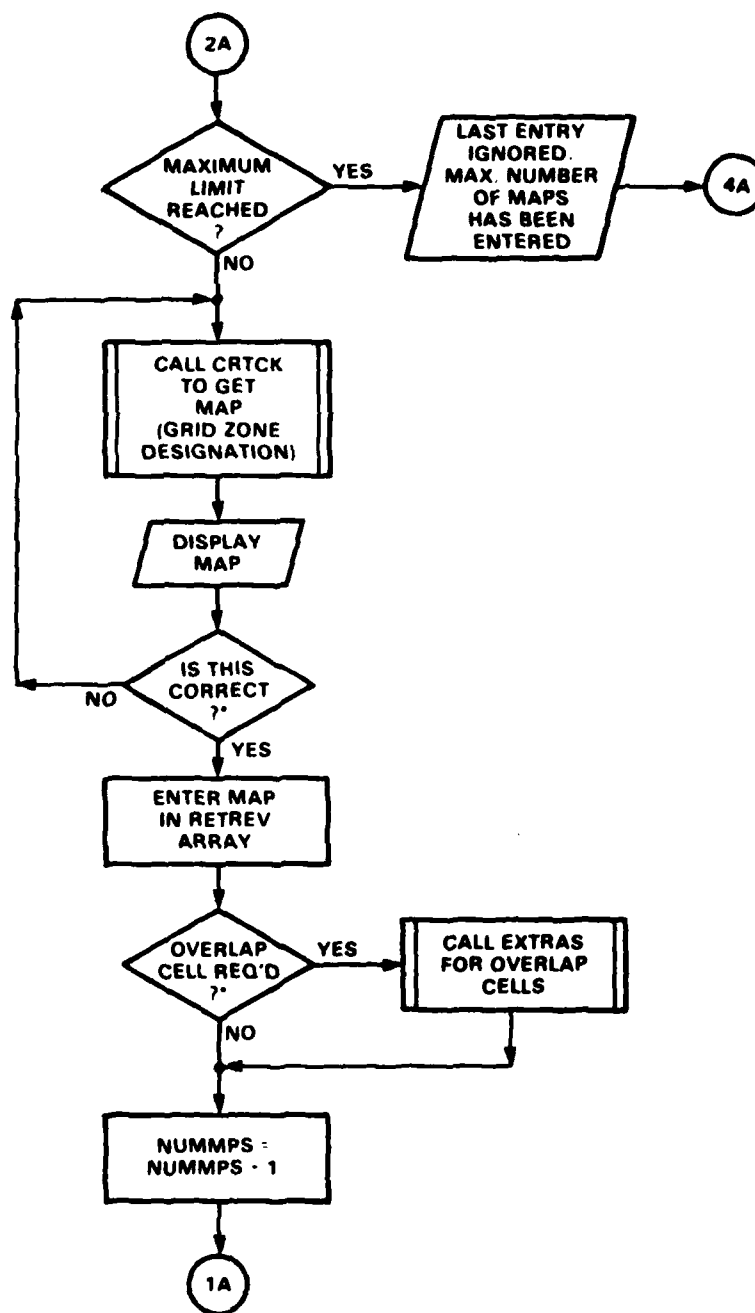 2A
MAXIMUM
LIMIT
REACHED
?
YES
LAST ENTRY
IGNORED.
MAX. NUMBER
OF MAPS
HAS BEEN
ENTERED
4A
NO
CALL CRTCK
TO GET
MAP
(GRID ZONE
DESIGNATION)
DISPLAY
MAP
IS THIS
CORRECT
?*
NO
YES
ENTER MAP
IN RETREV
ARRAY
OVERLAP
CELL REQ'D
?*
YES
CALL EXTRAS
FOR OVERLAP
CELLS
NO
NUMMPS =
NUMMPS - 1
1A